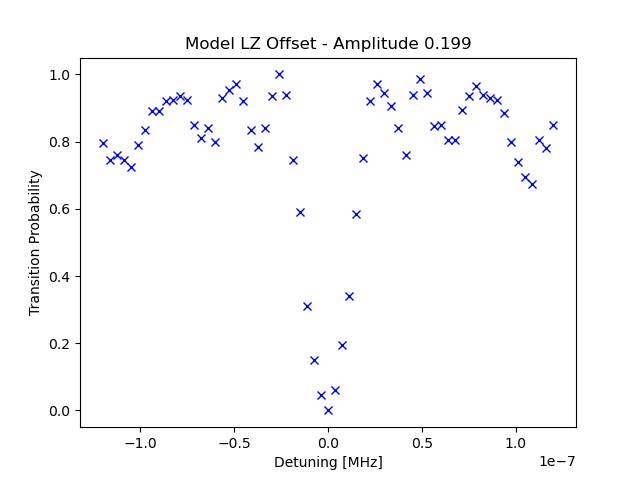 Model LZ Offset - Amplitude 0.199
1.0
0.8
0.6
0.4
0.2
0.0
Transition Probability
−1.0 −0.5 0.0 0.5 1.0
1e−7
Detuning [MHz]